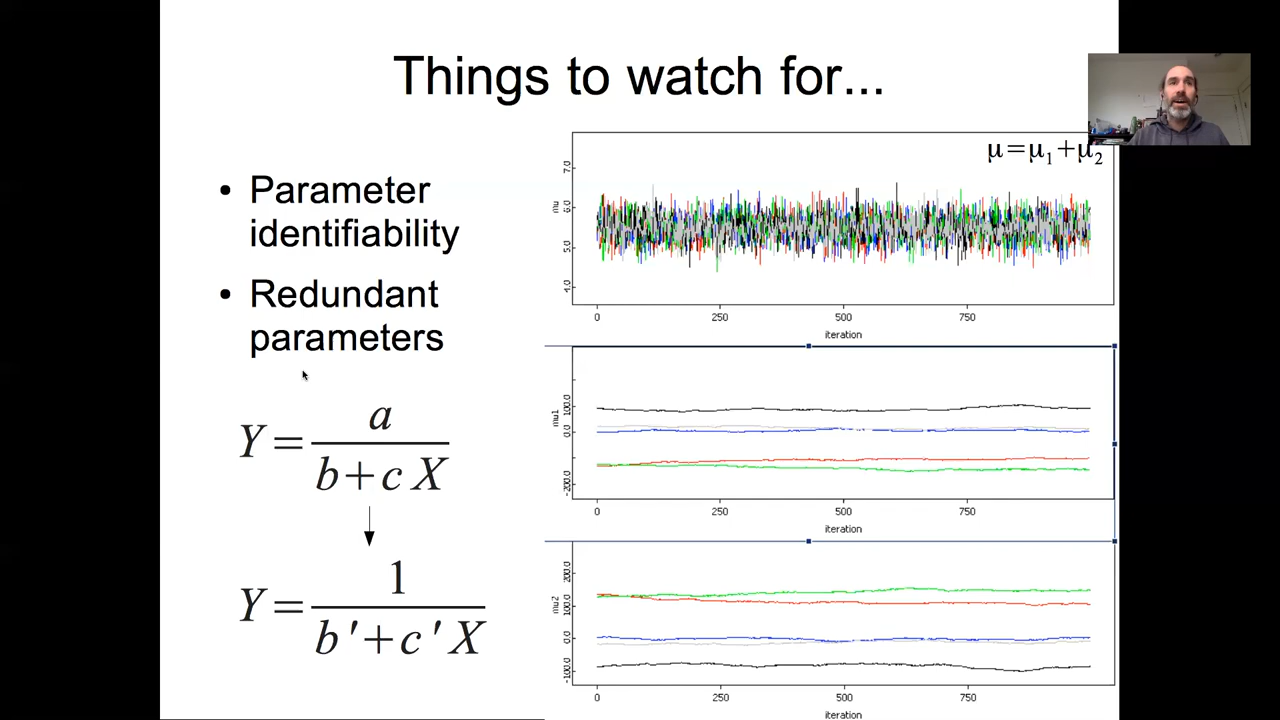 Things to watch for...
• Parameter
identifiability
• Redundant
parameters
Y = a / (b + c X)
Y = 1 / (b' + c' X)
μ=μ₁+μ₂
mu
7.0
6.0
5.0
4.0
0 250 500 750
iteration
mu1
100.0
0.0
-200.0
0 250 500 750
iteration
mu2
200.0
100.0
0.0
-100.0
0 250 500 750
iteration